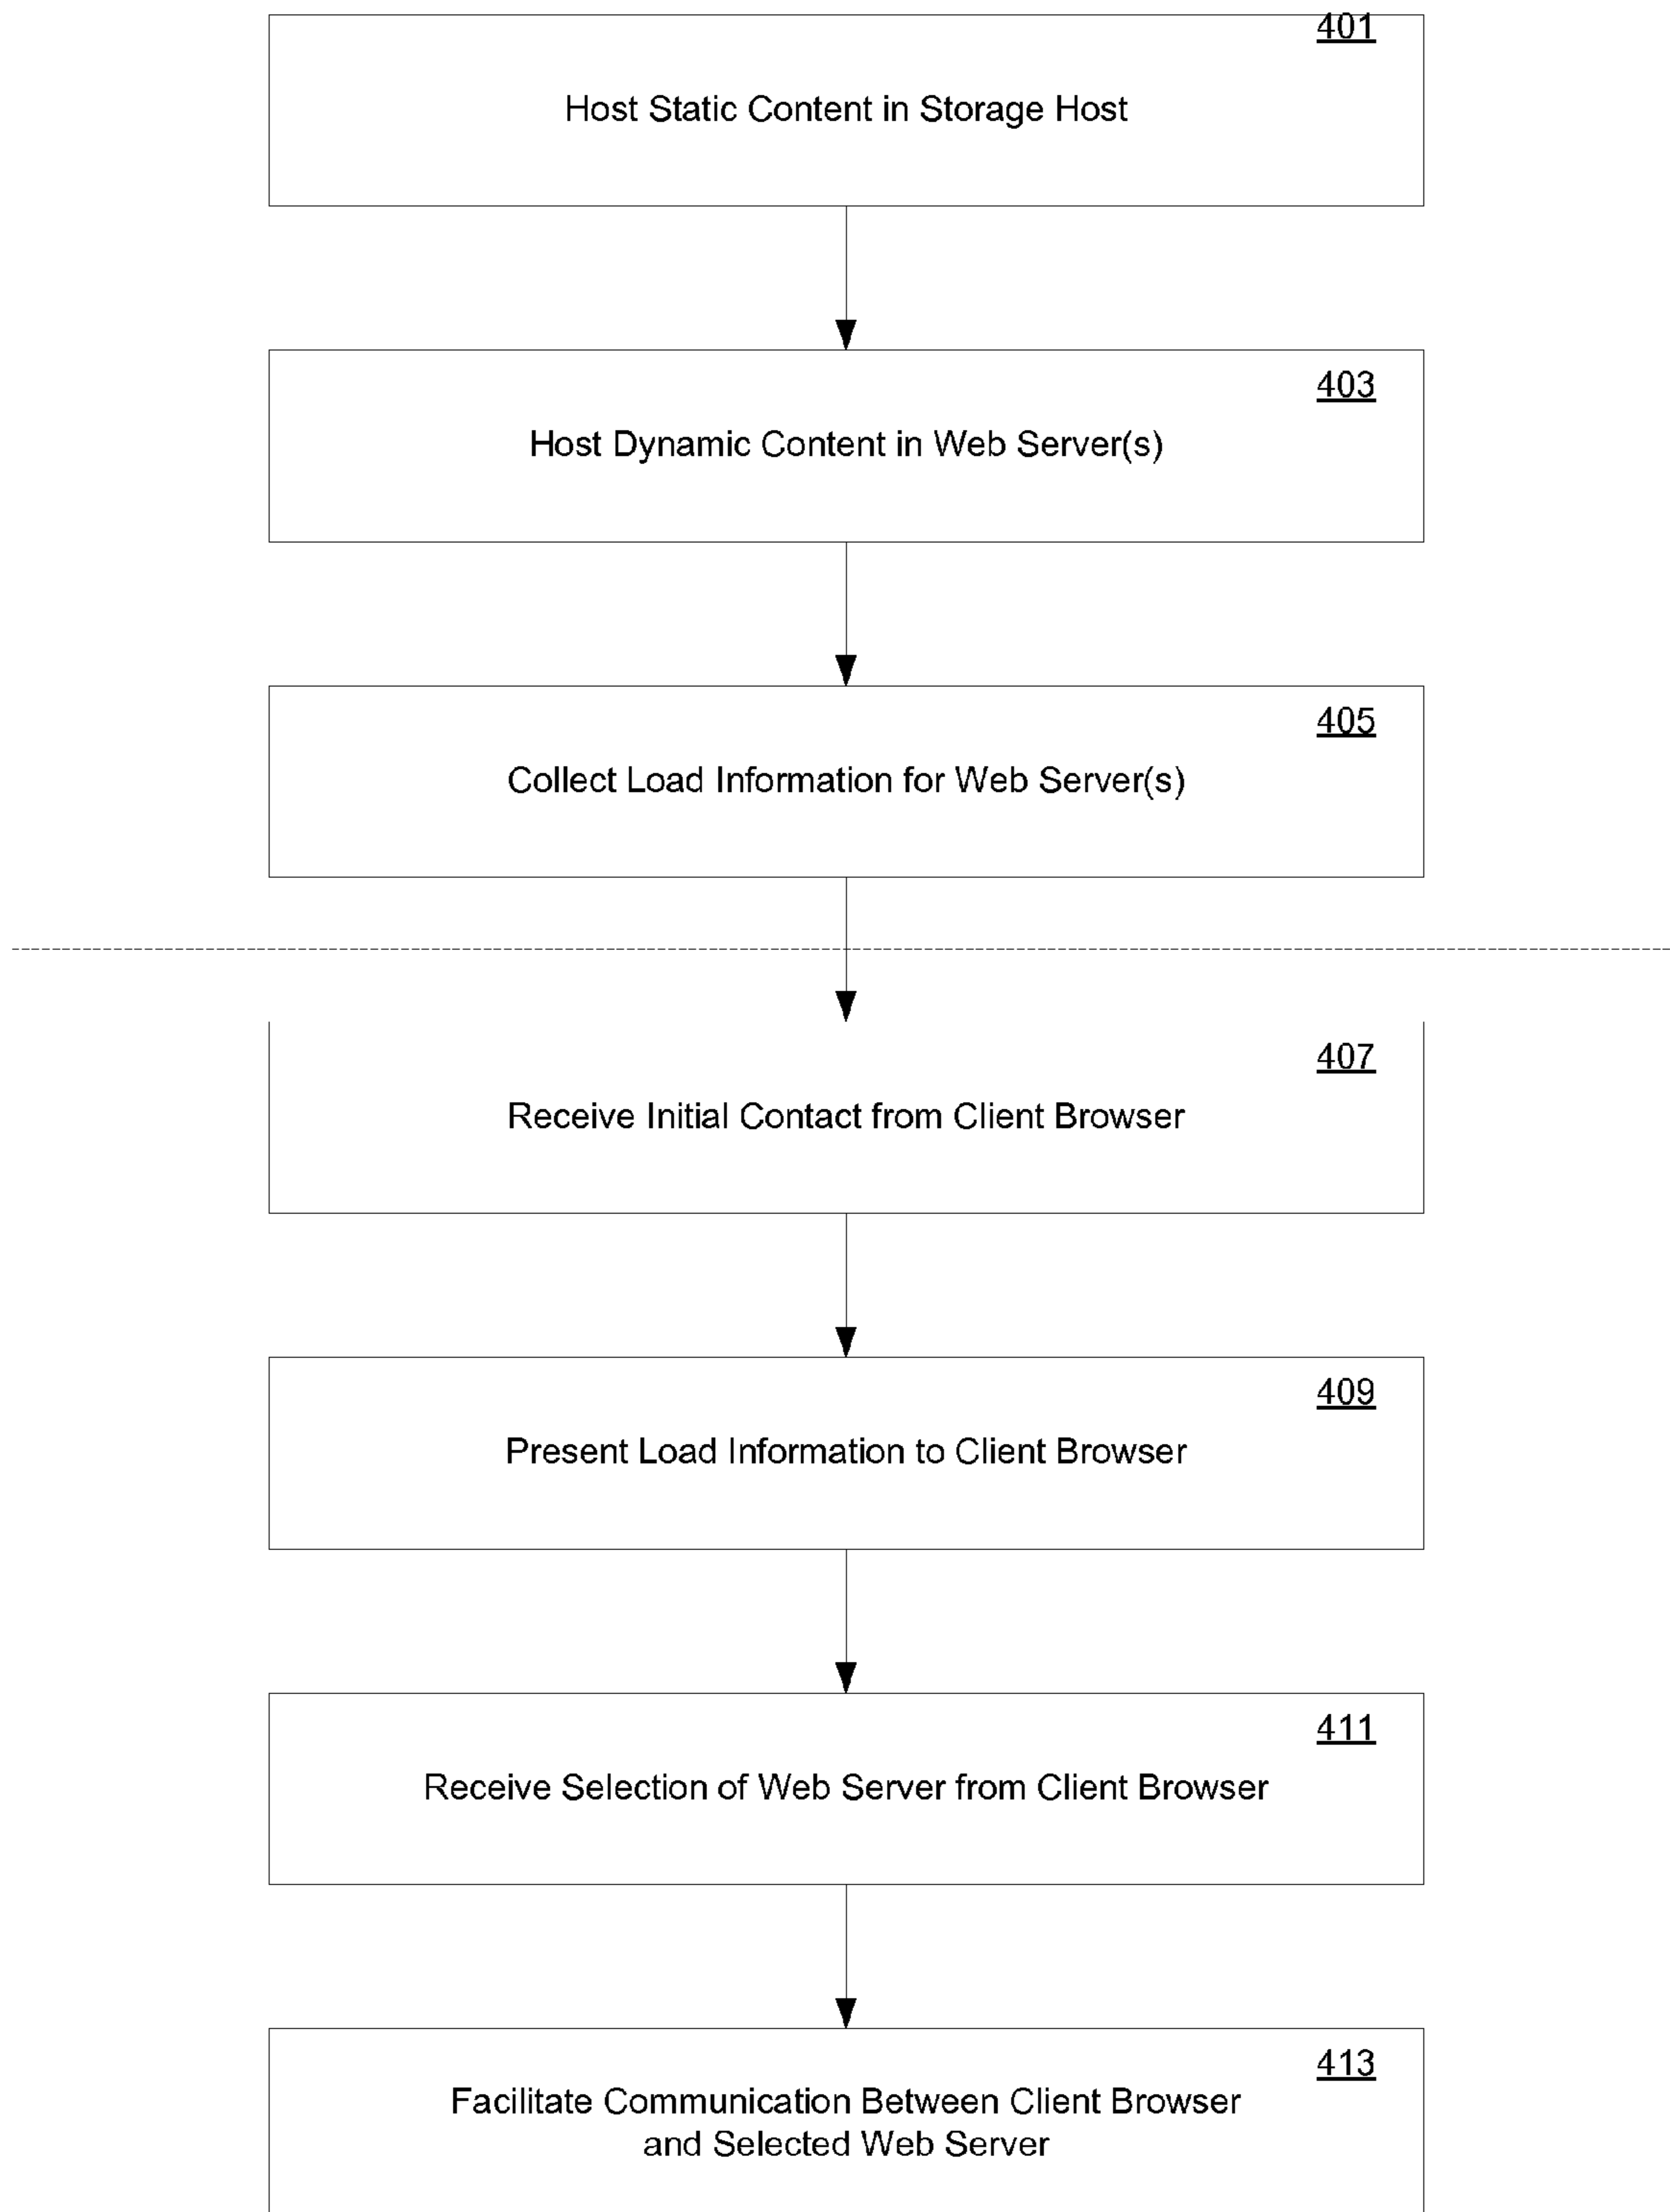 401
Host Static Content in Storage Host
403
Host Dynamic Content in Web Server(s)
405
Collect Load Information for Web Server(s)
407
Receive Initial Contact from Client Browser
409
Present Load Information to Client Browser
411
Receive Selection of Web Server from Client Browser
413
Facilitate Communication Between Client Browser
and Selected Web Server